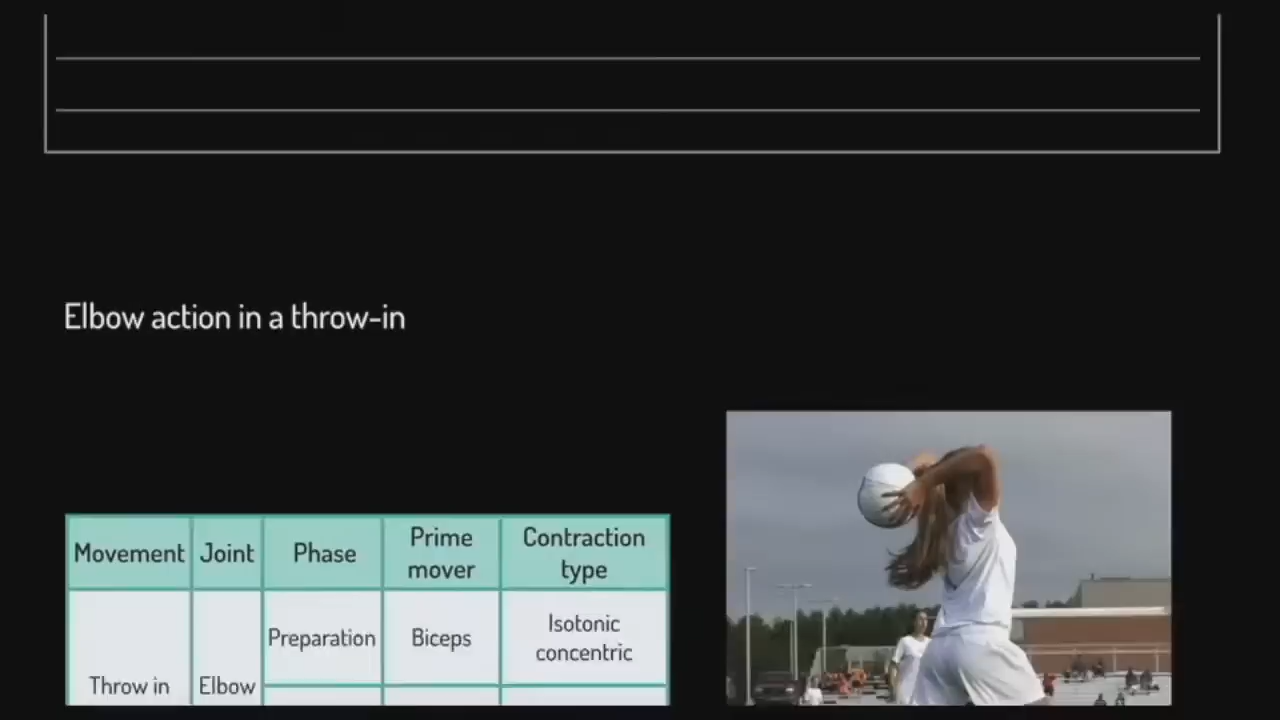 Elbow action in a throw-in
Movement Joint Phase Prime mover Contraction type
Preparation Biceps Isotonic concentric
Throw in Elbow